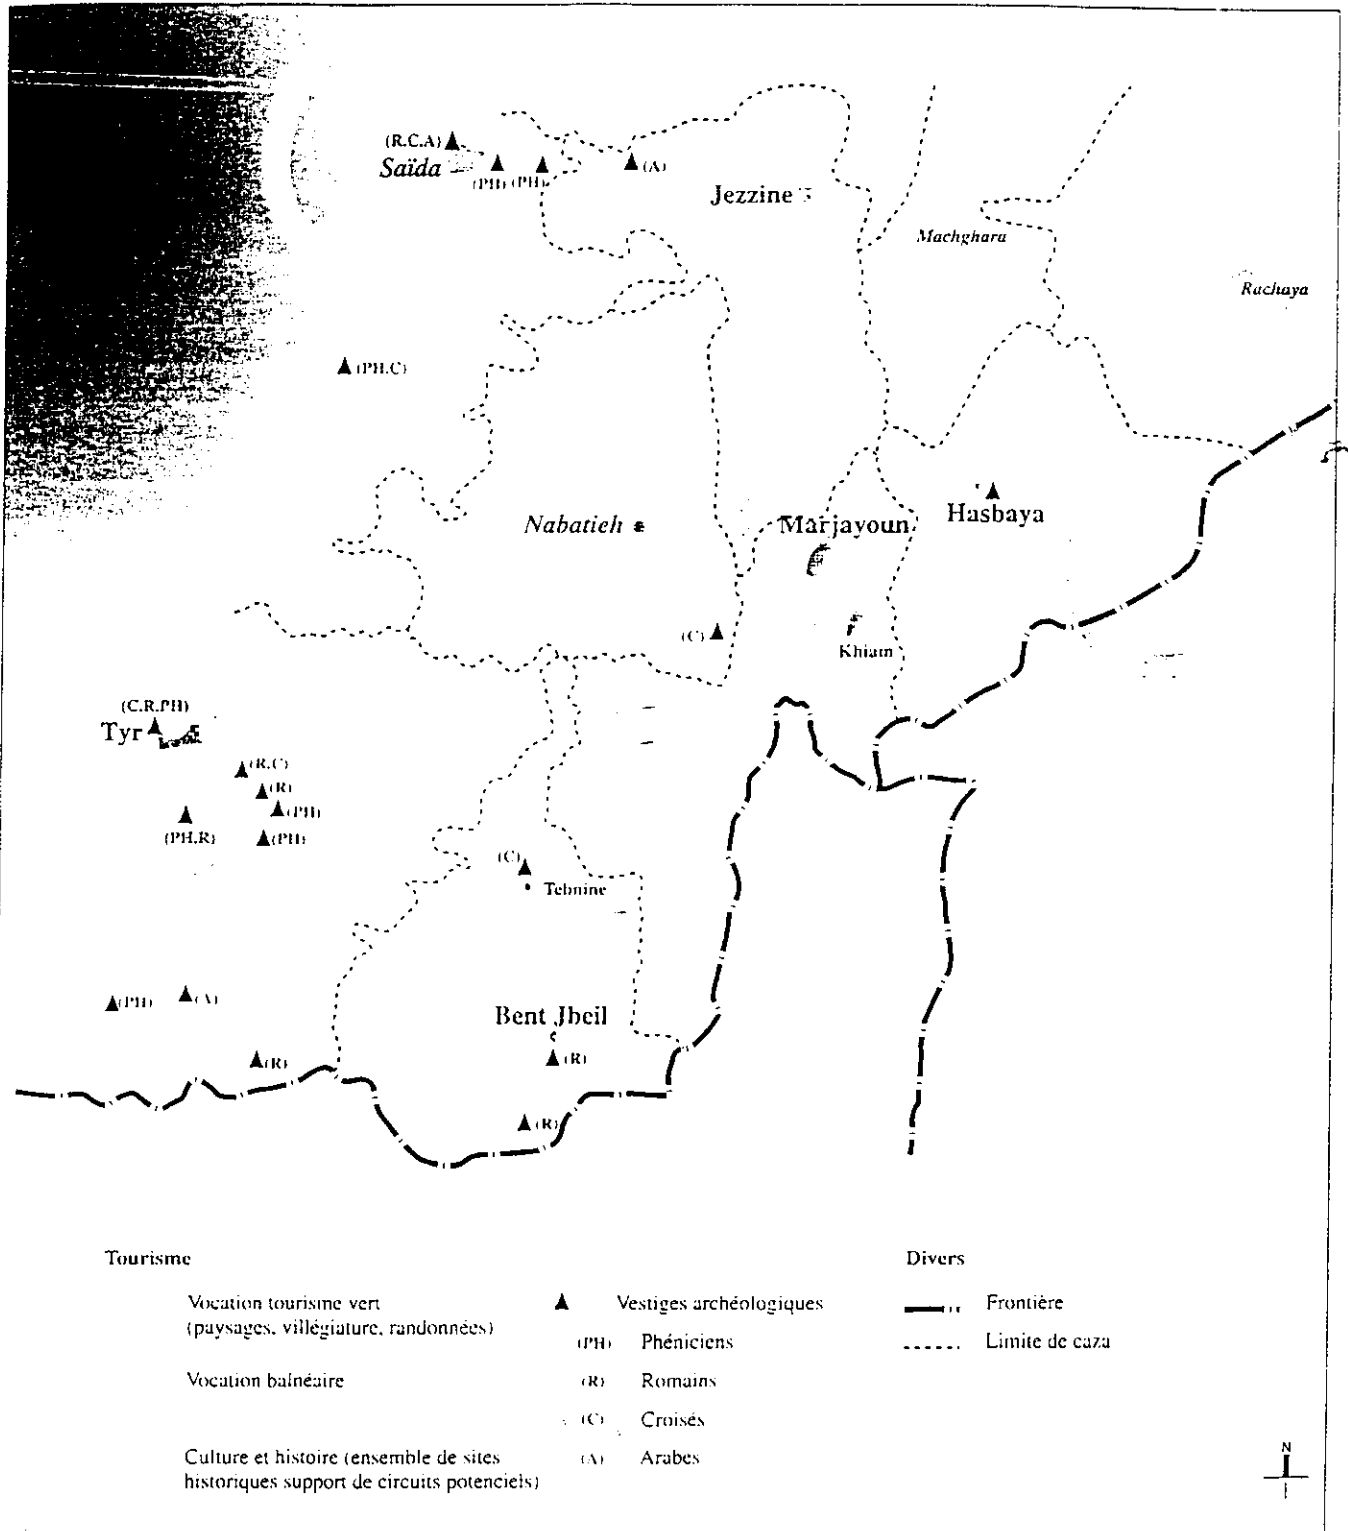 (R.C.A)
Saïda
(PH) (PH)
(A)
Jezzine
Machghara
Rachaya
(PH.C)
Nabatieh
Marjayoun
Hasbaya
(C)
Khiam
(C.R.PH)
Tyr
(R.C)
(R)
(PH)
(PH.R)
(PH)
(C)
Tebnine
(PH)
(A)
Bent Jbeil
(R)
(R)
(R)
Tourisme
Vocation tourisme vert
(paysages, villégiature, randonnées)
Vocation balnéaire
Culture et histoire (ensemble de sites
historiques support de circuits potenciels)
Vestiges archéologiques
(PH) Phéniciens
(R) Romains
(C) Croisés
(A) Arabes
Divers
Frontière
Limite de caza
N